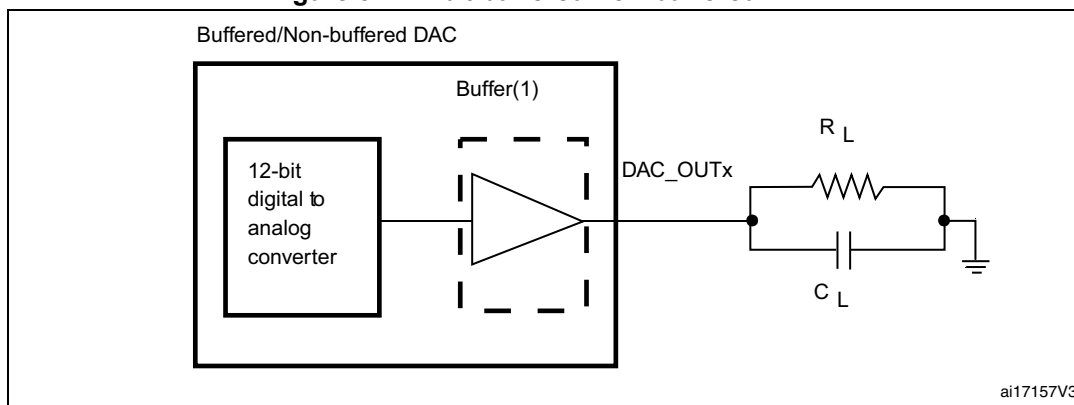 Buffered/Non-buffered DAC
Buffer(1)
12-bit
digital to
analog
converter
DAC_OUTx
R L
C L
ai17157V3